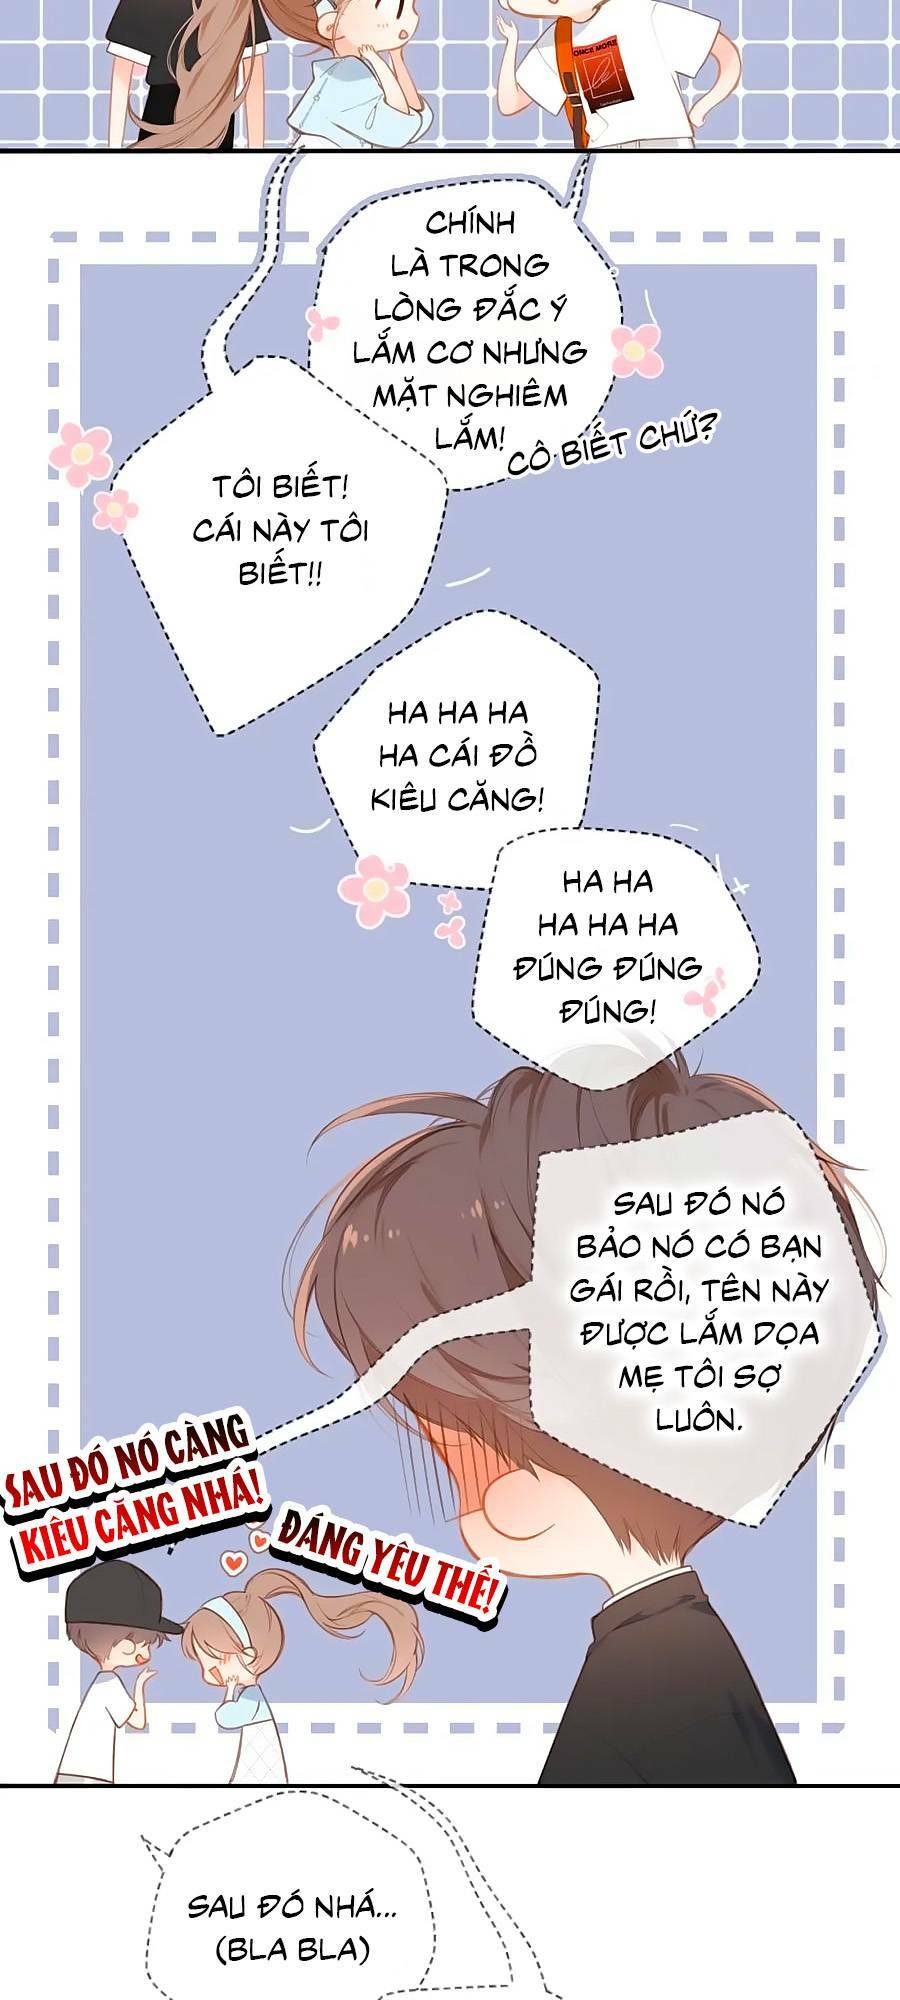 ONCE MORE
CHÍNH
LÀ TRONG
LÒNG ĐẮC Ý
LẮM CƠ NHƯNG
MẶT NGHIÊM
LẮM!
CÔ BIẾT CHỨ?
TÔI BIẾT!
CÁI NÀY TÔI
BIẾT!!
HA HA HA
HA CÁI ĐỒ
KIÊU CĂNG!
HA HA
HA HA HA
ĐÚNG ĐÚNG
ĐÚNG!
SAU ĐÓ NÓ
BẢO NÓ CÓ BẠN
GÁI RỒI, TÊN NÀY
ĐƯỢC LẮM DỌA
MẸ TÔI SỢ
LUÔN.
SAU ĐÓ NÓ CÀNG
KIÊU CĂNG NHÁ!
ĐÁNG YÊU THẾ!
SAU ĐÓ NHÁ...
(BLA BLA)